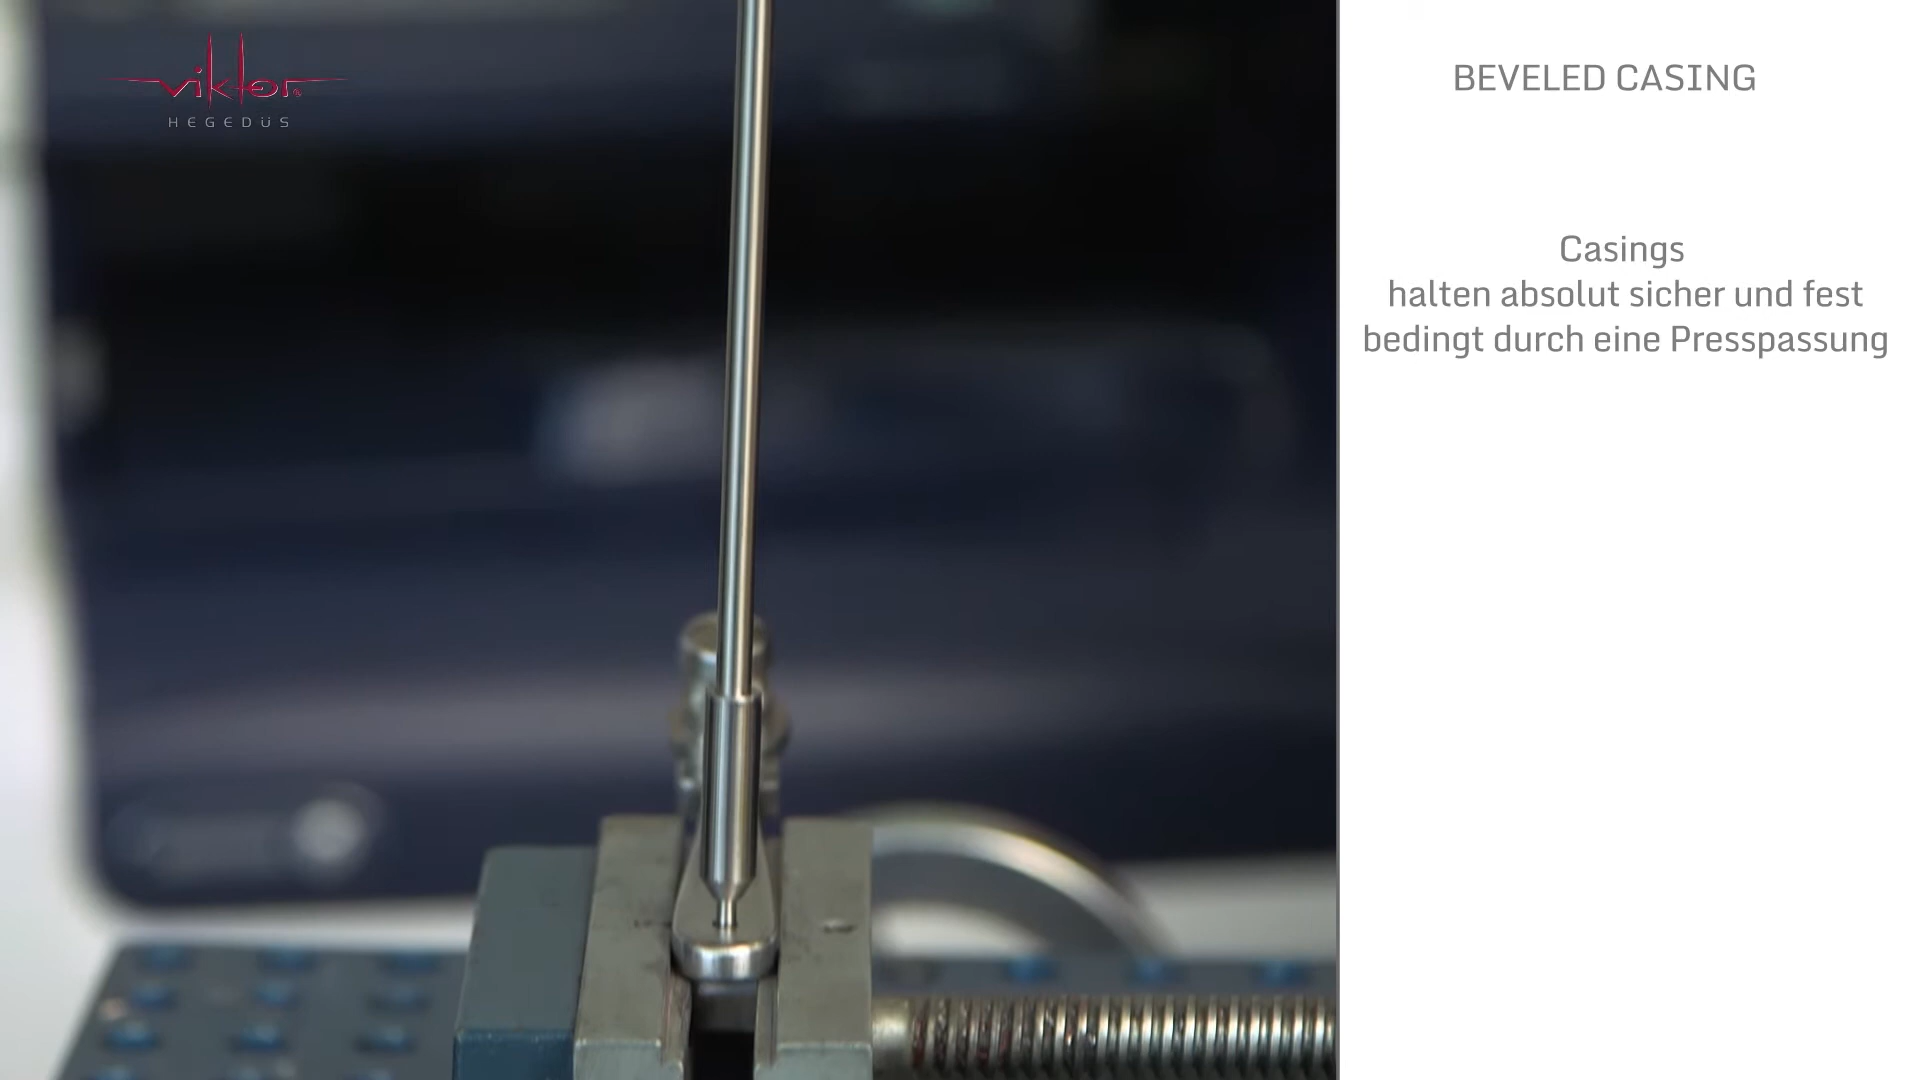 viktor
HEGEDÜS
BEVELED CASING
Casings
halten absolut sicher und fest
bedingt durch eine Presspassung